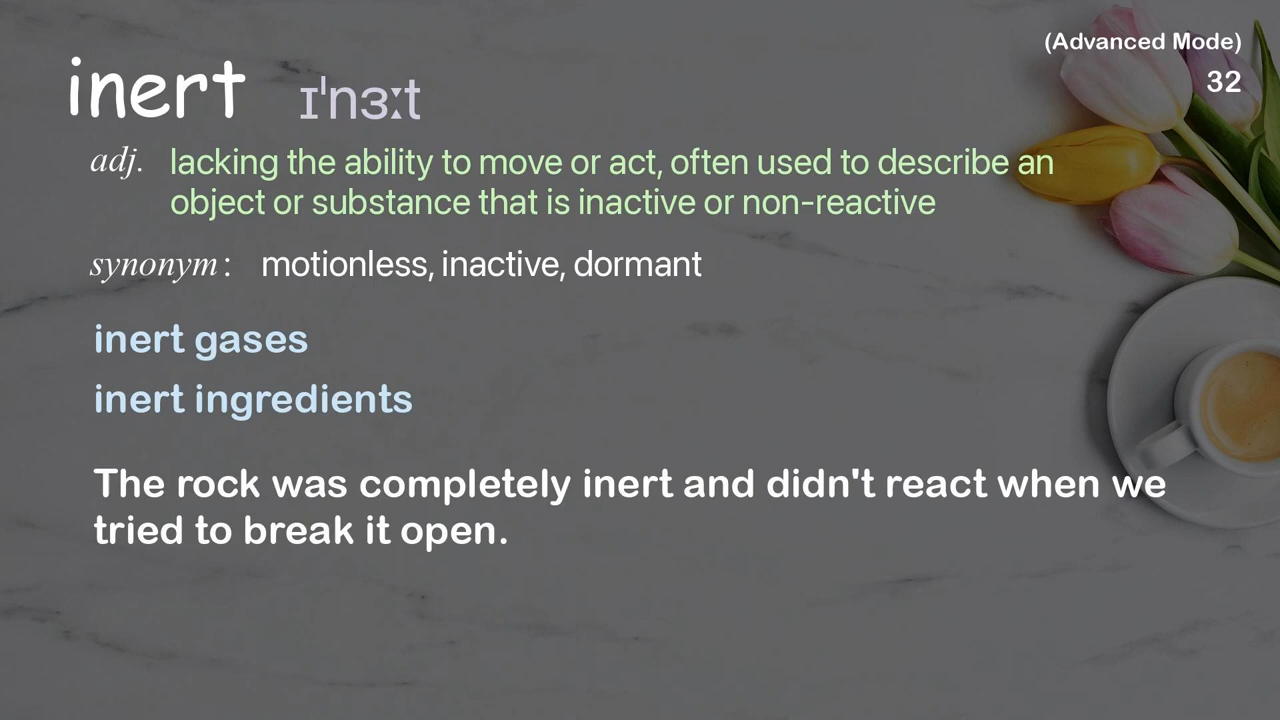 (Advanced Mode)
32
inert ɪˈnɜːt
adj. lacking the ability to move or act, often used to describe an
object or substance that is inactive or non-reactive
synonym : motionless, inactive, dormant
inert gases
inert ingredients
The rock was completely inert and didn't react when we
tried to break it open.